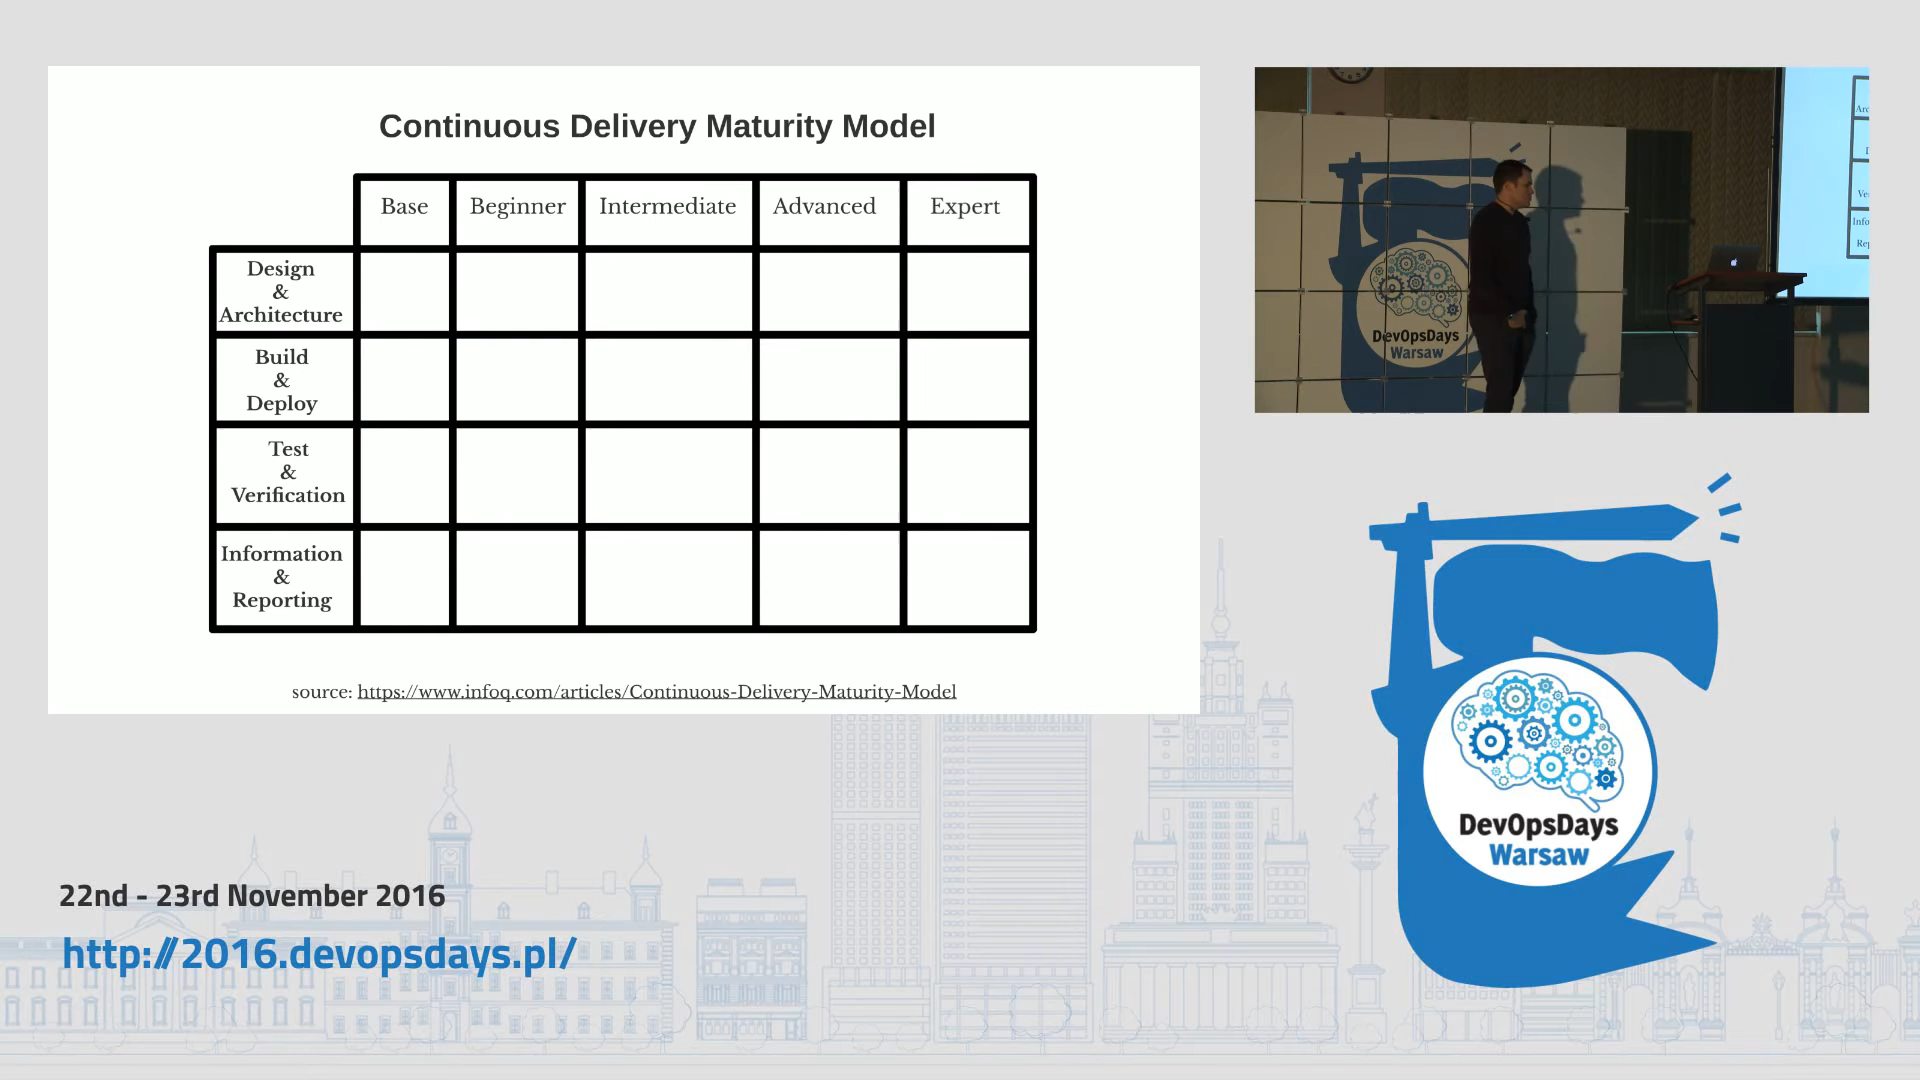 Continuous Delivery Maturity Model
Base Beginner Intermediate Advanced Expert
Design
&
Architecture
Build
&
Deploy
Test
&
Verification
Information
&
Reporting
source: https://www.infoq.com/articles/Continuous-Delivery-Maturity-Model
DevOpsDays
Warsaw
DevOpsDays
Warsaw
22nd - 23rd November 2016
http://2016.devopsdays.pl/